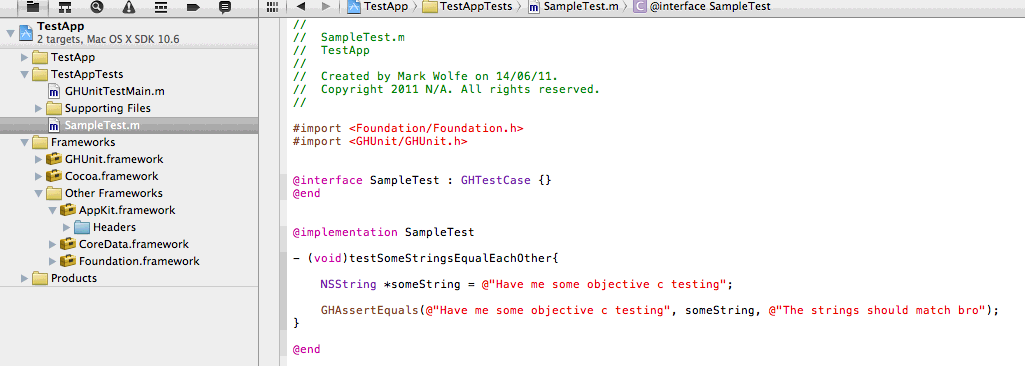 TestApp
2 targets, Mac OS X SDK 10.6
TestApp
TestAppTests
GHUnitTestMain.m
Supporting Files
SampleTest.m
Frameworks
GHUnit.framework
Cocoa.framework
Other Frameworks
AppKit.framework
Headers
CoreData.framework
Foundation.framework
Products
TestApp TestAppTests SampleTest.m @interface SampleTest
//
//  SampleTest.m
//  TestApp
//
//  Created by Mark Wolfe on 14/06/11.
//  Copyright 2011 N/A. All rights reserved.
//
#import <Foundation/Foundation.h>
#import <GHUnit/GHUnit.h>
@interface SampleTest : GHTestCase {}
@end
@implementation SampleTest
- (void)testSomeStringsEqualEachOther{
NSString *someString = @"Have me some objective c testing";
GHAssertEquals(@"Have me some objective c testing", someString, @"The strings should match bro");
}
@end